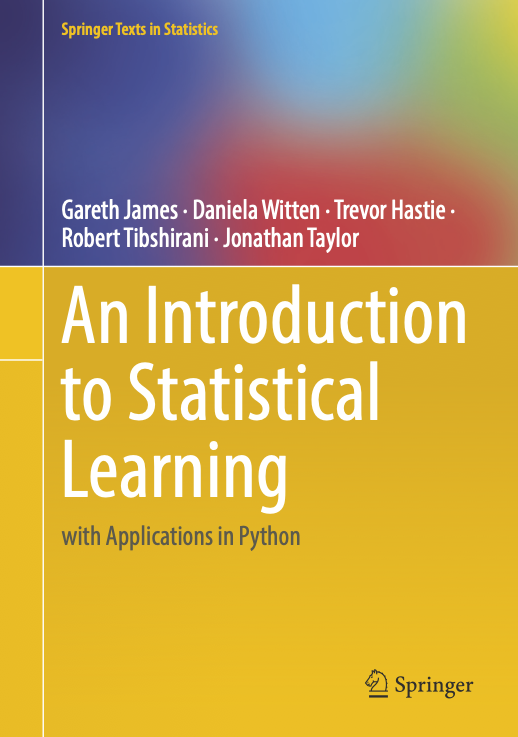 Springer Texts in Statistics
Gareth James · Daniela Witten · Trevor Hastie ·
Robert Tibshirani · Jonathan Taylor
An Introduction
to Statistical
Learning
with Applications in Python
Springer